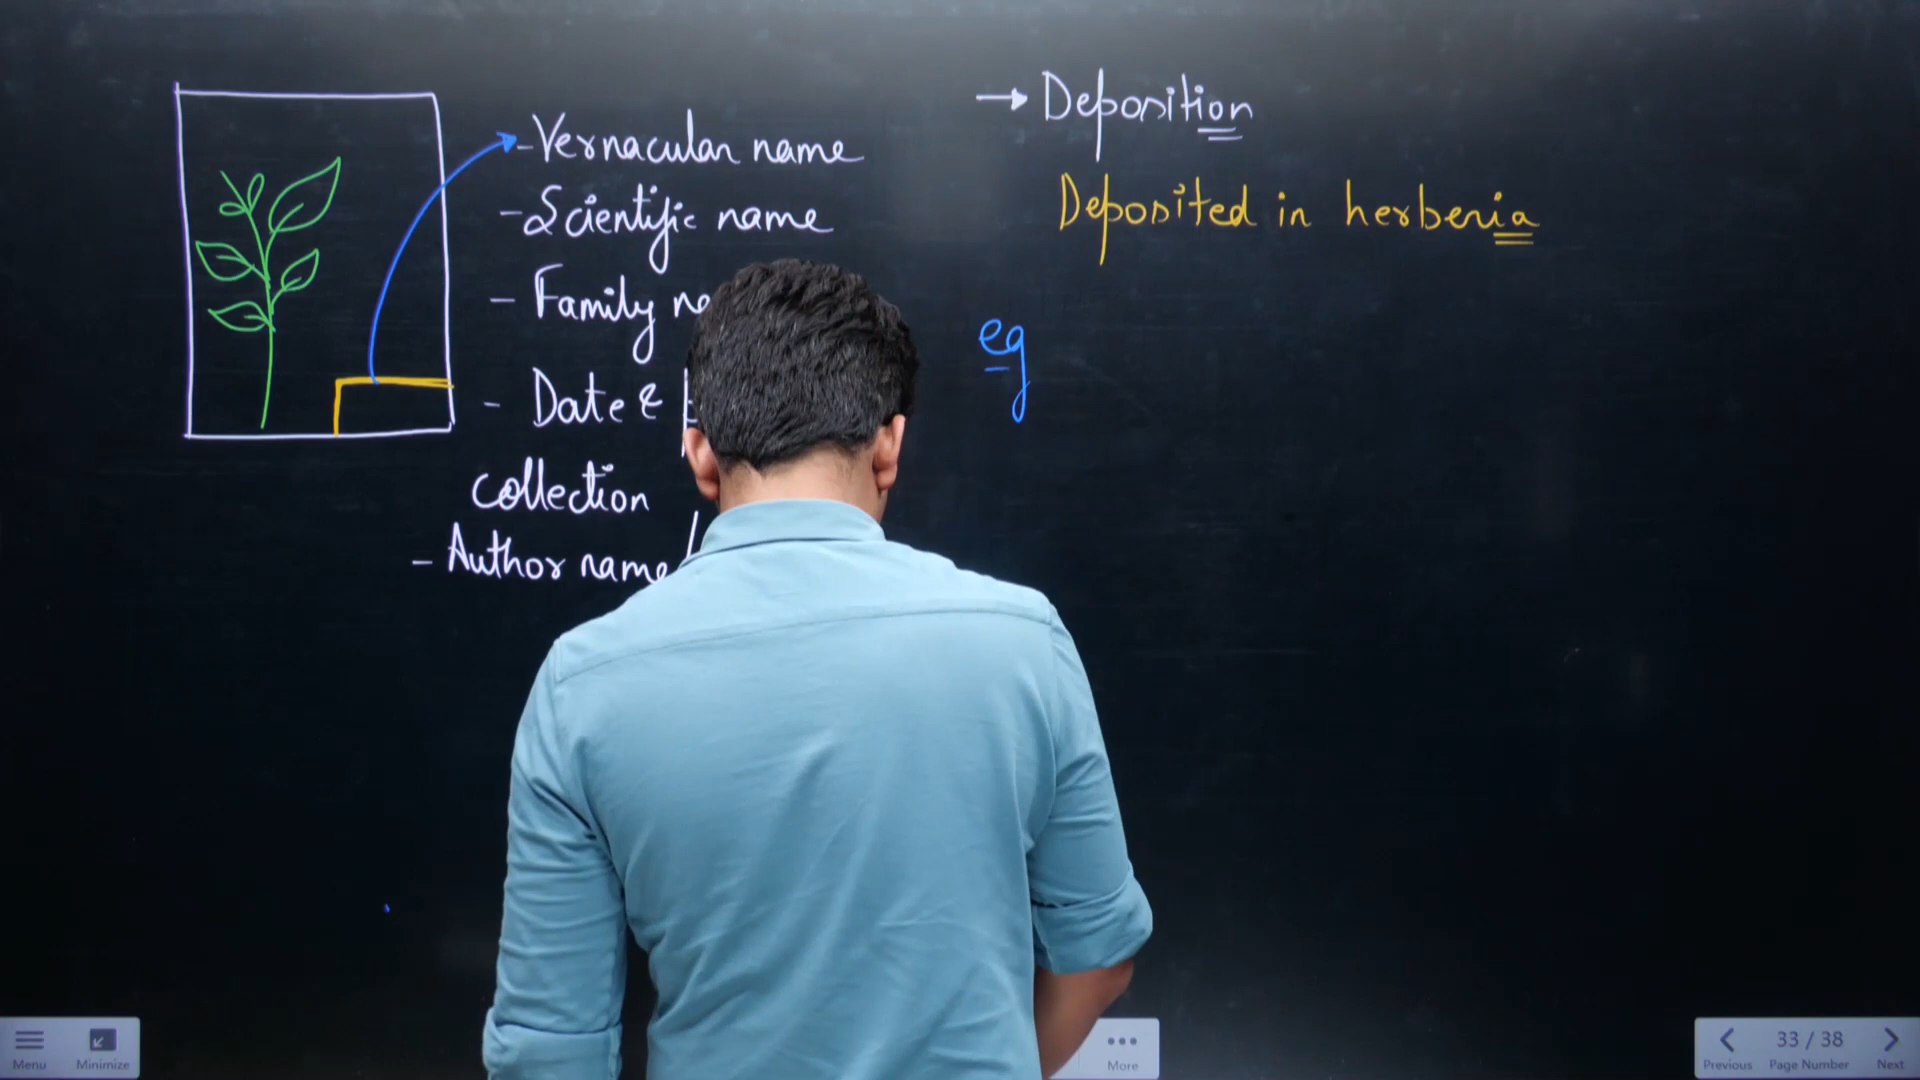 -Vernacular name
-Scientific name
- Family
- Date &
collection
- Author name/
→ Deposition
Deposited in herberia
eg
Menu
Minimize
More
33 / 38
Previous Page Number Next